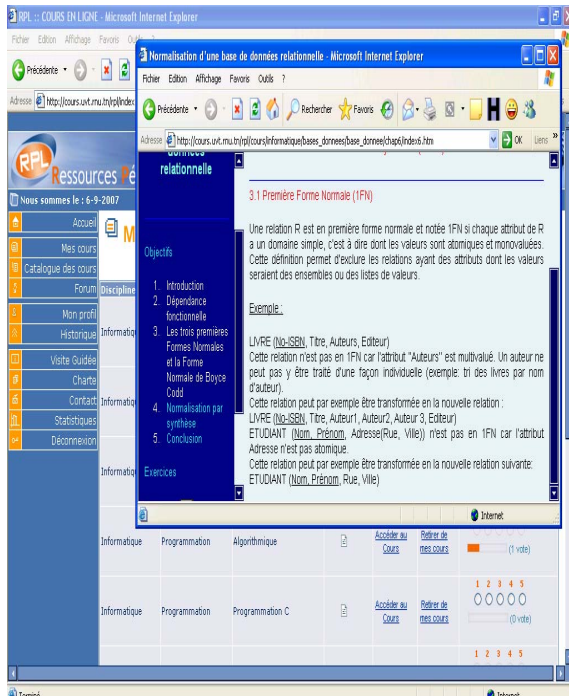 RPL :: COURS EN LIGNE - Microsoft Internet Explorer
Fichier Edition Affichage Favoris
Précédente
Adresse http://cours.uvt.rnu.tn/rpl/index
RPL Ressources Pé
Nous sommes le : 6-9-2007
Accueil
Mes cours
Catalogue des cours
Forum
Mon profil
Historique
Visite Guidée
Charte
Contact
Statistiques
Déconnexion
M
Discipline
Informatiq
Informatiq
Informatiq
Normalisation d'une base de données relationnelle - Microsoft Internet Explorer
Fichier Edition Affichage Favoris Outils ?
Précédente Rechercher Favoris
Adresse http://cours.uvt.rnu.tn/rpl/cours/informatique/bases_donnees/base_donnee/chap6/index6.htm OK Liens »
données
relationnelle
Objectifs
1. Introduction
2. Dépendance
fonctionnelle
3. Les trois premières
Formes Normales
et la Forme
Normale de Boyce
Codd
4. Normalisation par
synthèse
5. Conclusion
Exercices
3.1 Première Forme Normale (1FN)
Une relation R est en première forme normale et notée 1FN si chaque attribut de R
a un domaine simple, c'est à dire dont les valeurs sont atomiques et monovaluées.
Cette définition permet d'exclure les relations ayant des attributs dont les valeurs
seraient des ensembles ou des listes de valeurs.
Exemple :
LIVRE (No-ISBN, Titre, Auteurs, Editeur)
Cette relation n'est pas en 1FN car l'attribut "Auteurs" est multivalué. Un auteur ne
peut pas y être traité d'une façon individuelle (exemple: tri des livres par nom
d'auteur).
Cette relation peut par exemple être transformée en la nouvelle relation :
LIVRE (No-ISBN, Titre, Auteur1, Auteur2, Auteur 3, Editeur)
ETUDIANT (Nom, Prénom, Adresse(Rue, Ville)) n'est pas en 1FN car l'attribut
Adresse n'est pas atomique.
Cette relation peut par exemple être transformée en la nouvelle relation suivante:
ETUDIANT (Nom, Prénom, Rue, Ville)
Internet
Informatique Programmation Algorithmique Accéder au Cours Retirer de mes cours (1 vote)
1 2 3 4 5
Informatique Programmation Programmation C Accéder au Cours Retirer de mes cours (0 vote)
1 2 3 4 5
Terminé Internet